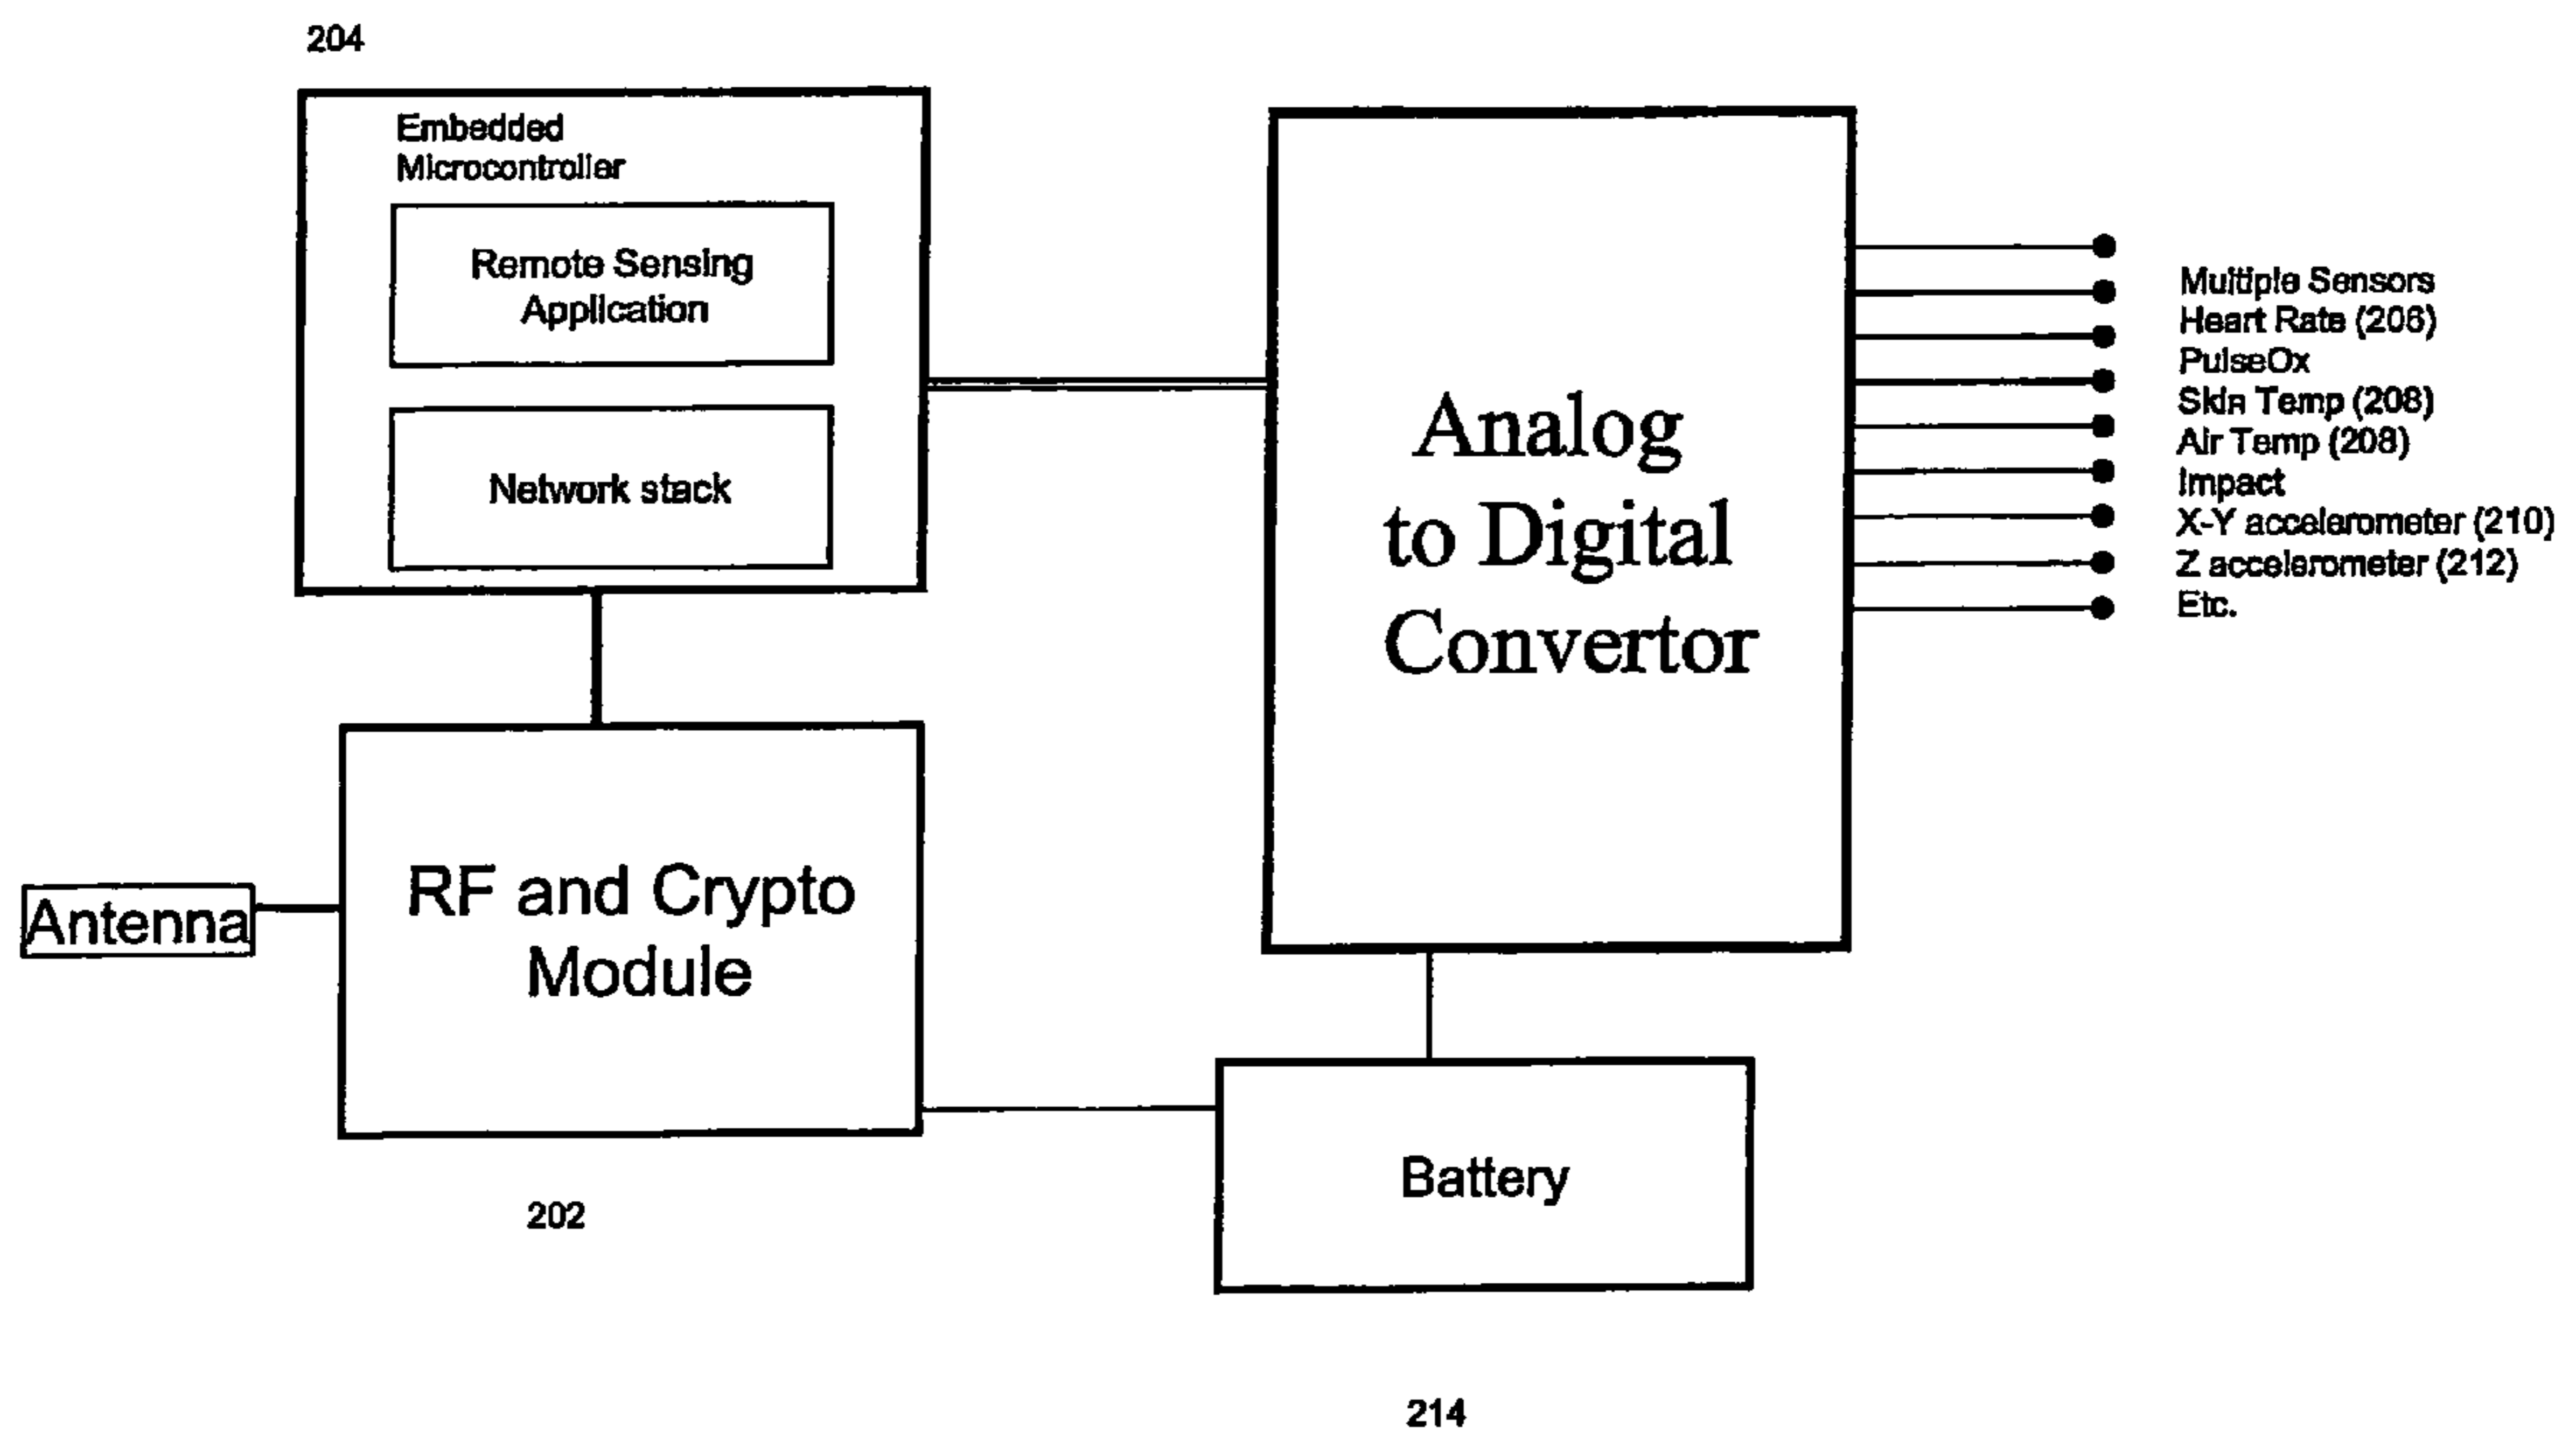 204
Embedded
Microcontroller
Remote Sensing
Application
Network stack
Analog
to Digital
Convertor
Multiple Sensors
Heart Rate (206)
PulseOx
Skin Temp (208)
Air Temp (208)
Impact
X-Y accelerometer (210)
Z accelerometer (212)
Etc.
Antenna
RF and Crypto
Module
202
Battery
214